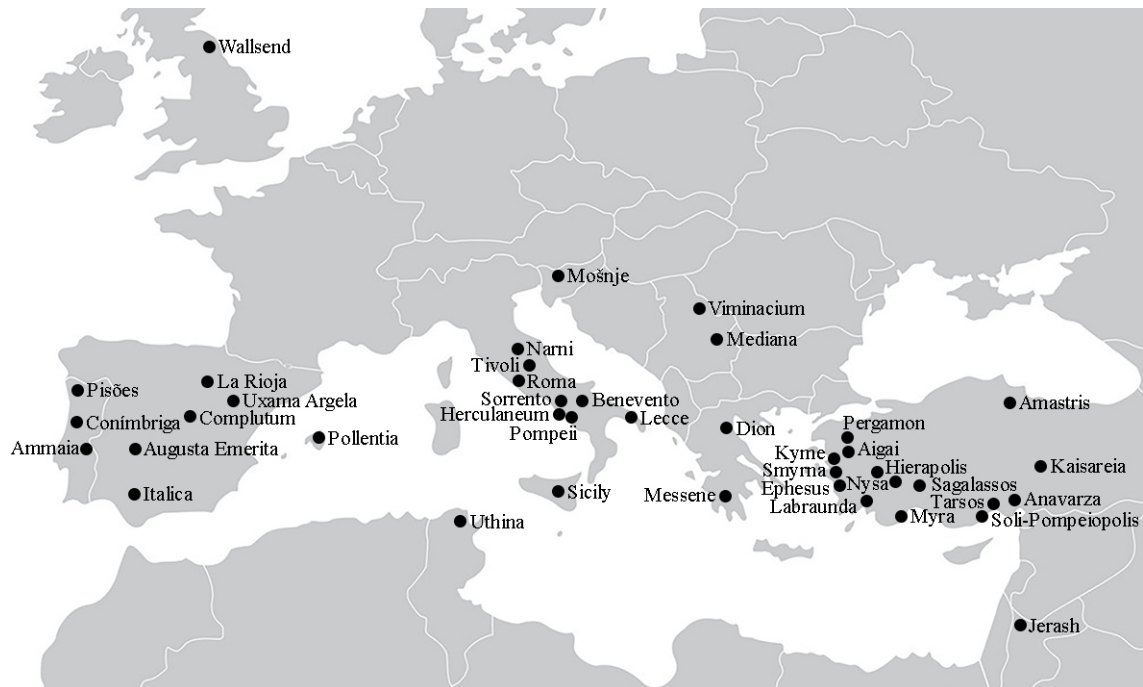 Wallsend
Mošnje
Viminacium
Mediana
Narni
Tivoli
Roma
La Rioja
Pisões
Uxama Argela
Sorrento
Benevento
Amastris
Herculaneum
Complutum
Conímbriga
Lecce
Pompeii
Pergamon
Dion
Pollentia
Ammaia
Augusta Emerita
Aigai
Kyme
Kaisareia
Smyrna
Hierapolis
Nysa
Sagalassos
Ephesus
Italica
Sicily
Messene
Anavarza
Tarsos
Labraunda
Myra
Soli-Pompeiopolis
Uthina
Jerash